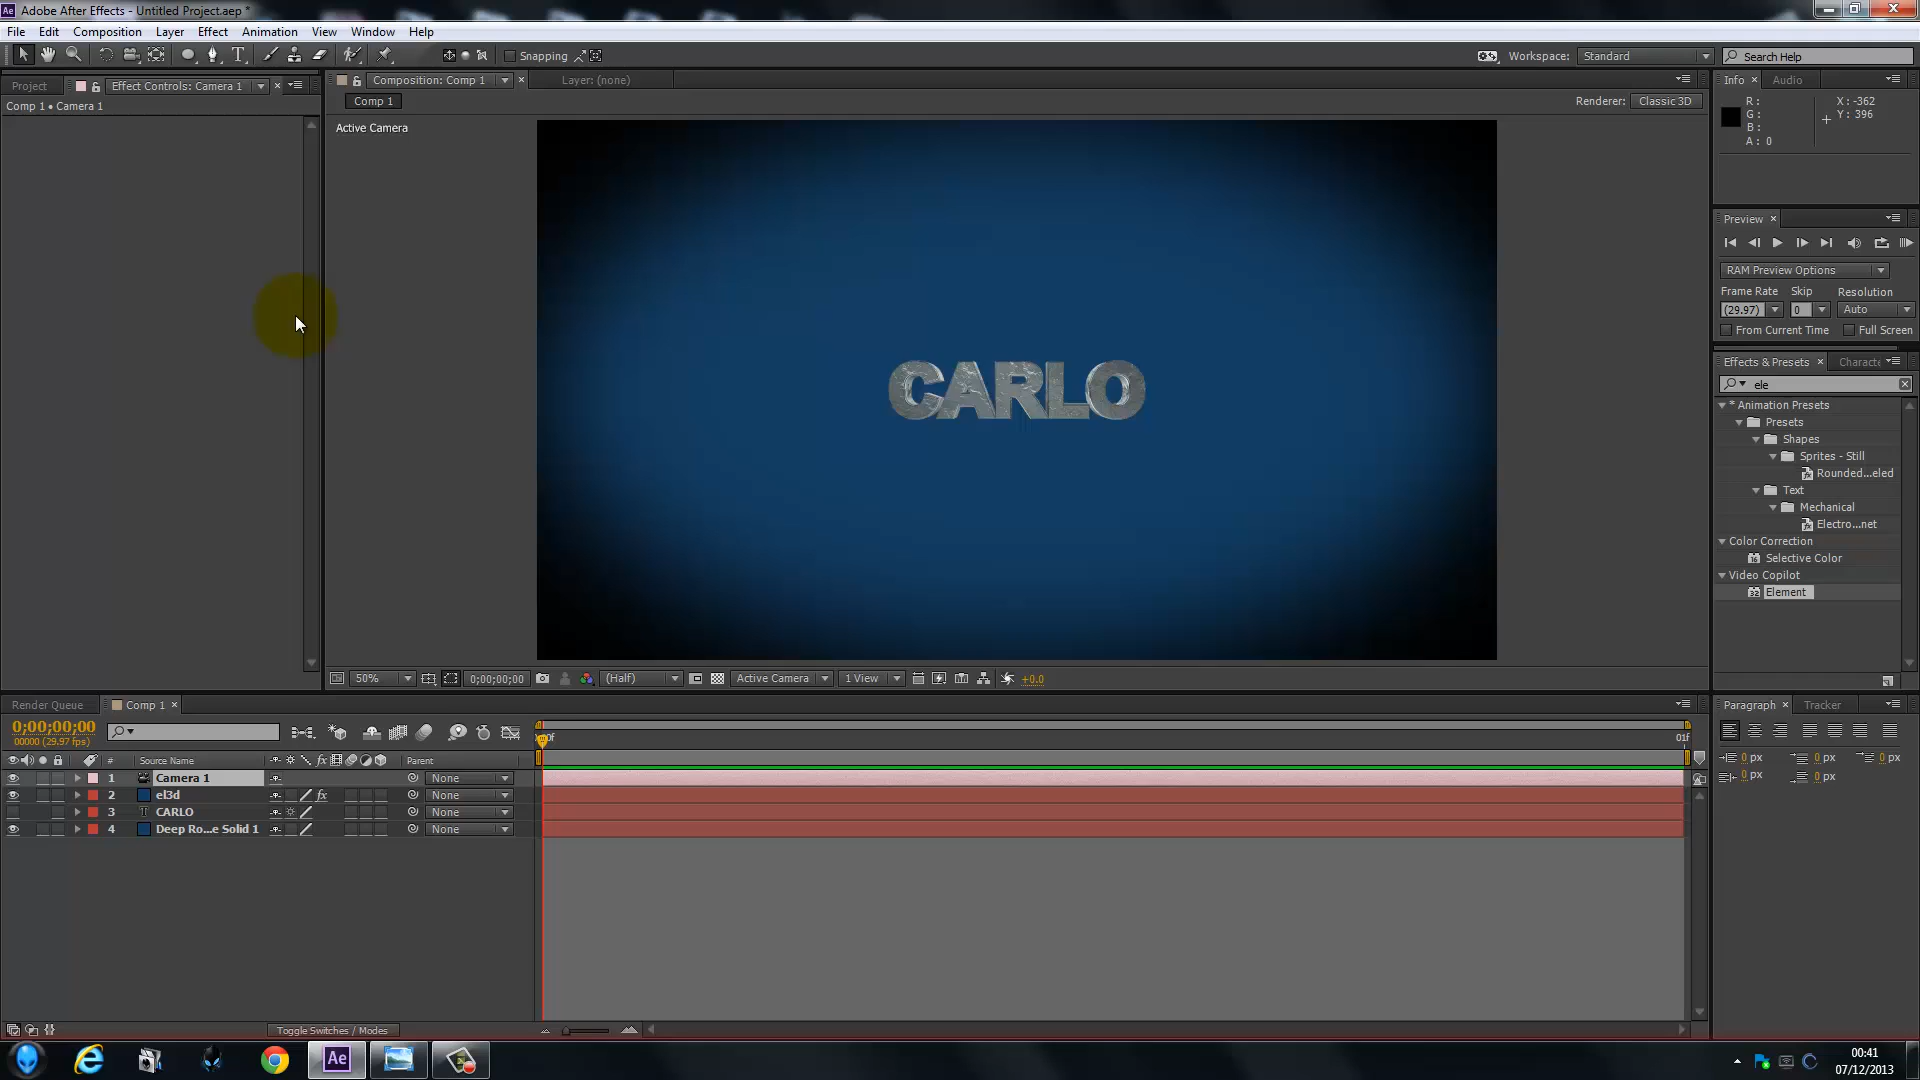 Adobe After Effects - Untitled Project.aep *
File Edit Composition Layer Effect Animation View Window Help
Snapping
Workspace: Standard
Search Help
Project
Effect Controls: Camera 1
Comp 1 • Camera 1
Composition: Comp 1
Layer: (none)
Comp 1
Renderer: Classic 3D
Active Camera
CARLO
50%
0;00;00;00
(Half)
Active Camera
1 View
+0.0
Info
Audio
R:
G:
B:
A: 0
X: -362
Y: 396
Preview
RAM Preview Options
Frame Rate Skip Resolution
(29.97) 0 Auto
From Current Time Full Screen
Effects & Presets
Characte
ele
* Animation Presets
Presets
Shapes
Sprites - Still
Rounded...eled
Text
Mechanical
Electro...net
Color Correction
Selective Color
Video Copilot
Element
Render Queue
Comp 1
0;00;00;00
00000 (29.97 fps)
# Source Name Parent
1 Camera 1 None
2 el3d fx None
3 T CARLO None
4 Deep Ro...e Solid 1 None
01f
Toggle Switches / Modes
Paragraph
Tracker
0 px 0 px 0 px
0 px 0 px
Ae
00:41
07/12/2013